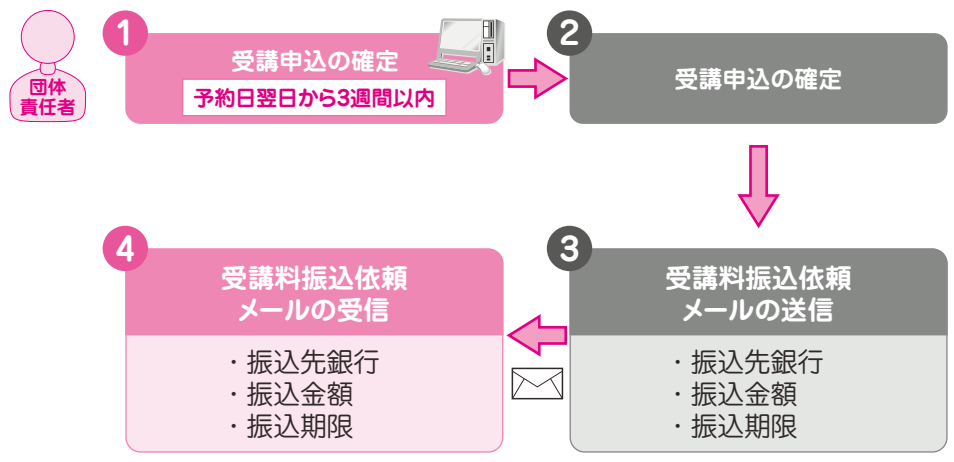 団体
責任者
1
受講申込の確定
予約日翌日から3週間以内
2
受講申込の確定
3
受講料振込依頼
メールの送信
・振込先銀行
・振込金額
・振込期限
4
受講料振込依頼
メールの受信
・振込先銀行
・振込金額
・振込期限